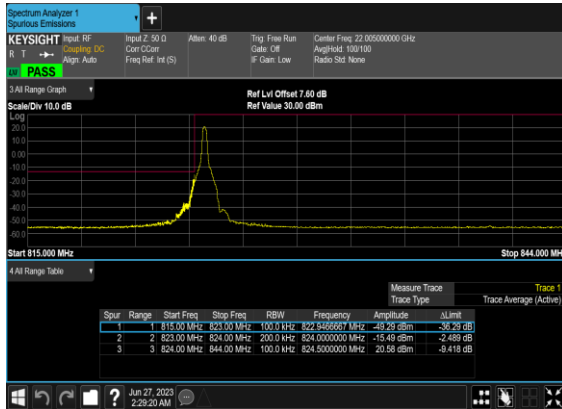 Spectrum Analyzer 1
Spurious Emissions
KEYSIGHT Input: RF Input Z: 50 Ω Atten: 40 dB Trig: Free Run Center Freq: 22.005000000 GHz
R T Coupling: DC Corr CCorr Gate: Off Avg|Hold: 100/100
Align: Auto Freq Ref: Int (S) IF Gain: Low Radio Std: None
PASS
3 All Range Graph Ref Lvl Offset 7.60 dB
Scale/Div 10.0 dB Ref Value 30.00 dBm
Log
20.0
10.0
0.00
-10.0
-20.0
-30.0
-40.0
-50.0
-60.0
Start 815.000 MHz Stop 844.000 MHz
4 All Range Table
Measure Trace Trace 1
Trace Type Trace Average (Active)
Spur Range Start Freq Stop Freq RBW Frequency Amplitude ΔLimit
1 1 815.00 MHz 823.00 MHz 100.0 kHz 822.9466667 MHz -49.29 dBm -36.29 dB
2 2 823.00 MHz 824.00 MHz 200.0 kHz 824.0000000 MHz -15.49 dBm -2.489 dB
3 3 824.00 MHz 844.00 MHz 100.0 kHz 824.5000000 MHz 20.58 dBm -9.418 dB
? Jun 27, 2023
2:29:20 AM